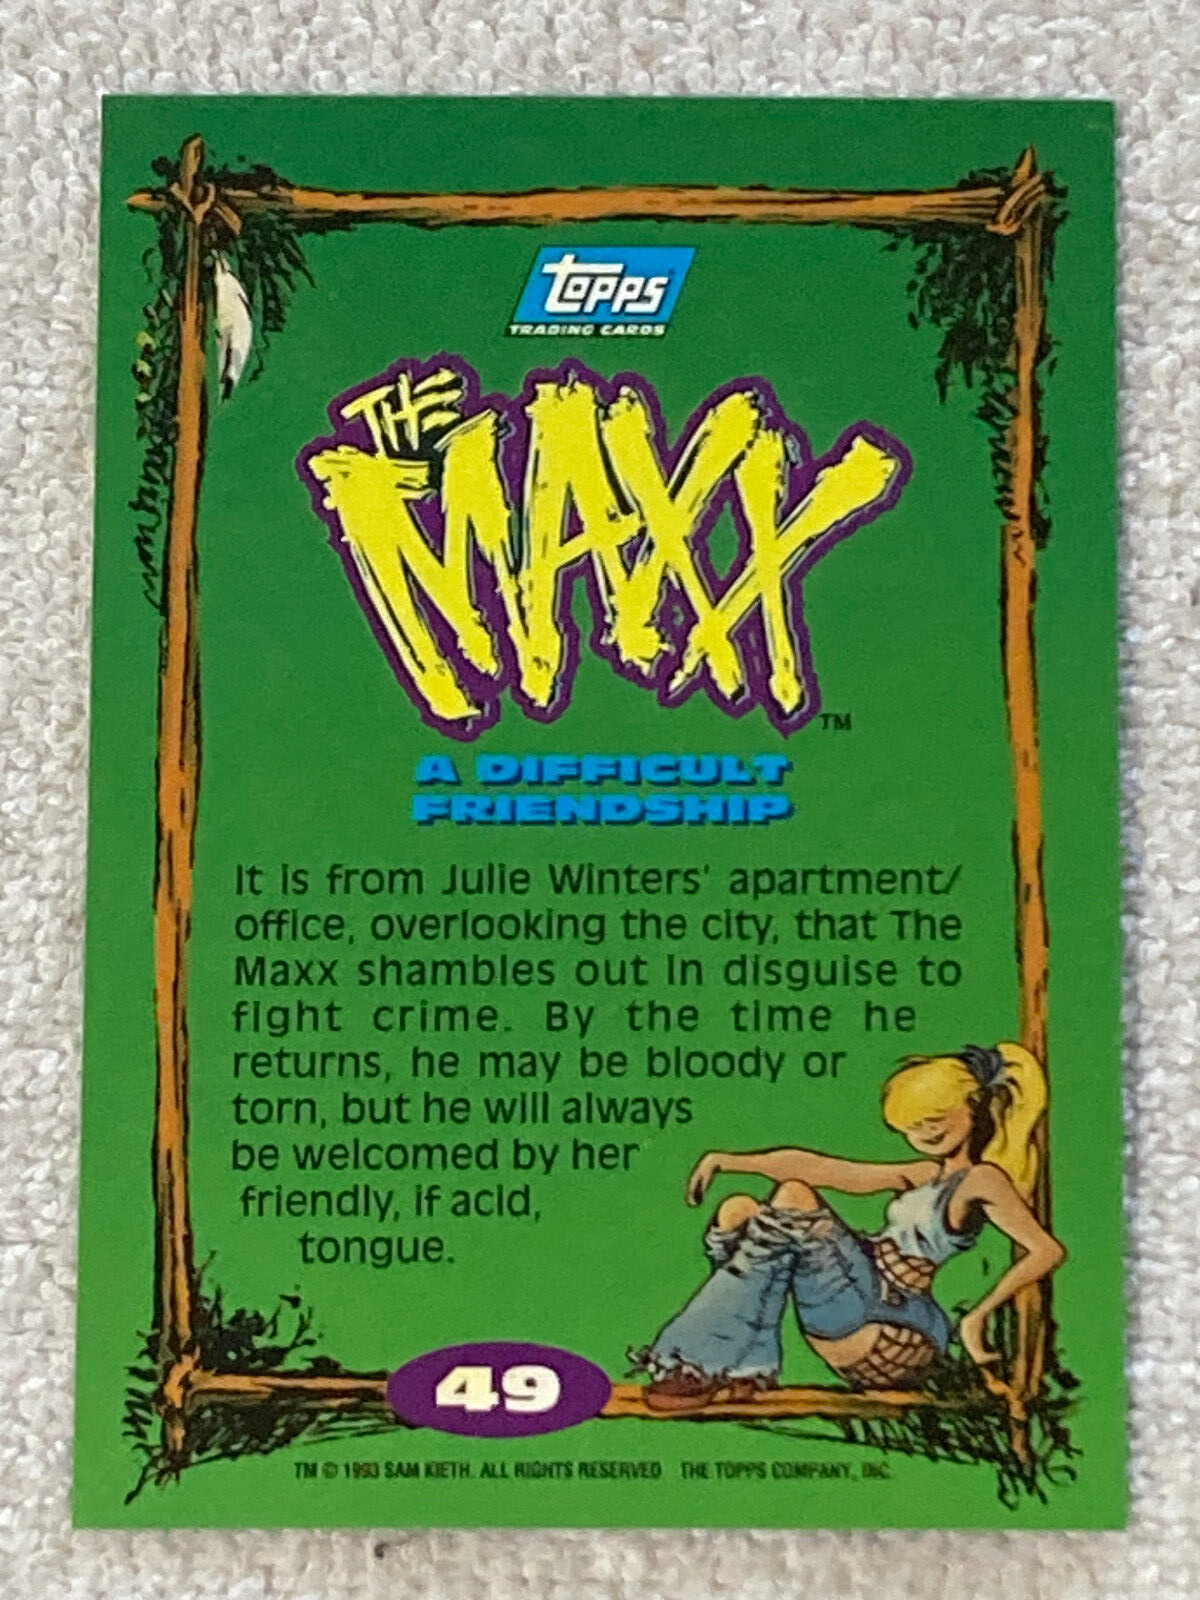 Topps
TRADING CARDS
THE
MAXX
TM
A DIFFICULT
FRIENDSHIP
It is from Julie Winters' apartment/
office, overlooking the city, that The
Maxx shambles out in disguise to
fight crime. By the time he
returns, he may be bloody or
torn, but he will always
be welcomed by her
friendly, if acid,
tongue.
49
TM © 1993 SAM KIETH. ALL RIGHTS RESERVED THE TOPPS COMPANY, INC.